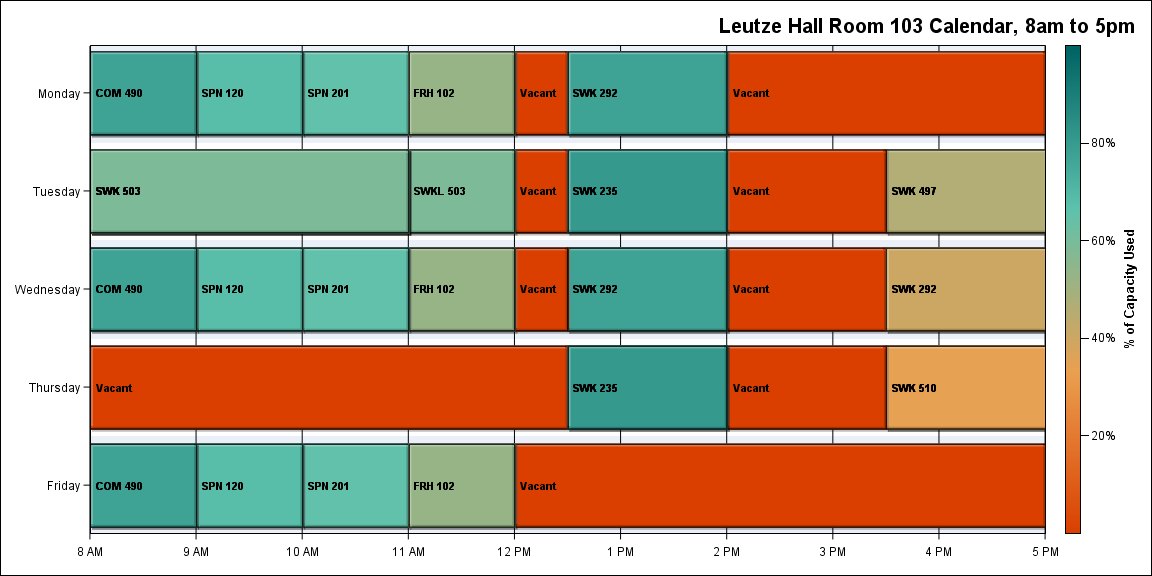 Leutze Hall Room 103 Calendar, 8am to 5pm
Monday
COM 490
SPN 120
SPN 201
FRH 102
Vacant
SWK 292
Vacant
Tuesday
SWK 503
SWKL 503
Vacant
SWK 235
Vacant
SWK 497
Wednesday
COM 490
SPN 120
SPN 201
FRH 102
Vacant
SWK 292
Vacant
SWK 292
Thursday
Vacant
SWK 235
Vacant
SWK 510
Friday
COM 490
SPN 120
SPN 201
FRH 102
Vacant
8 AM
9 AM
10 AM
11 AM
12 PM
1 PM
2 PM
3 PM
4 PM
5 PM
80%
60%
40%
20%
% of Capacity Used